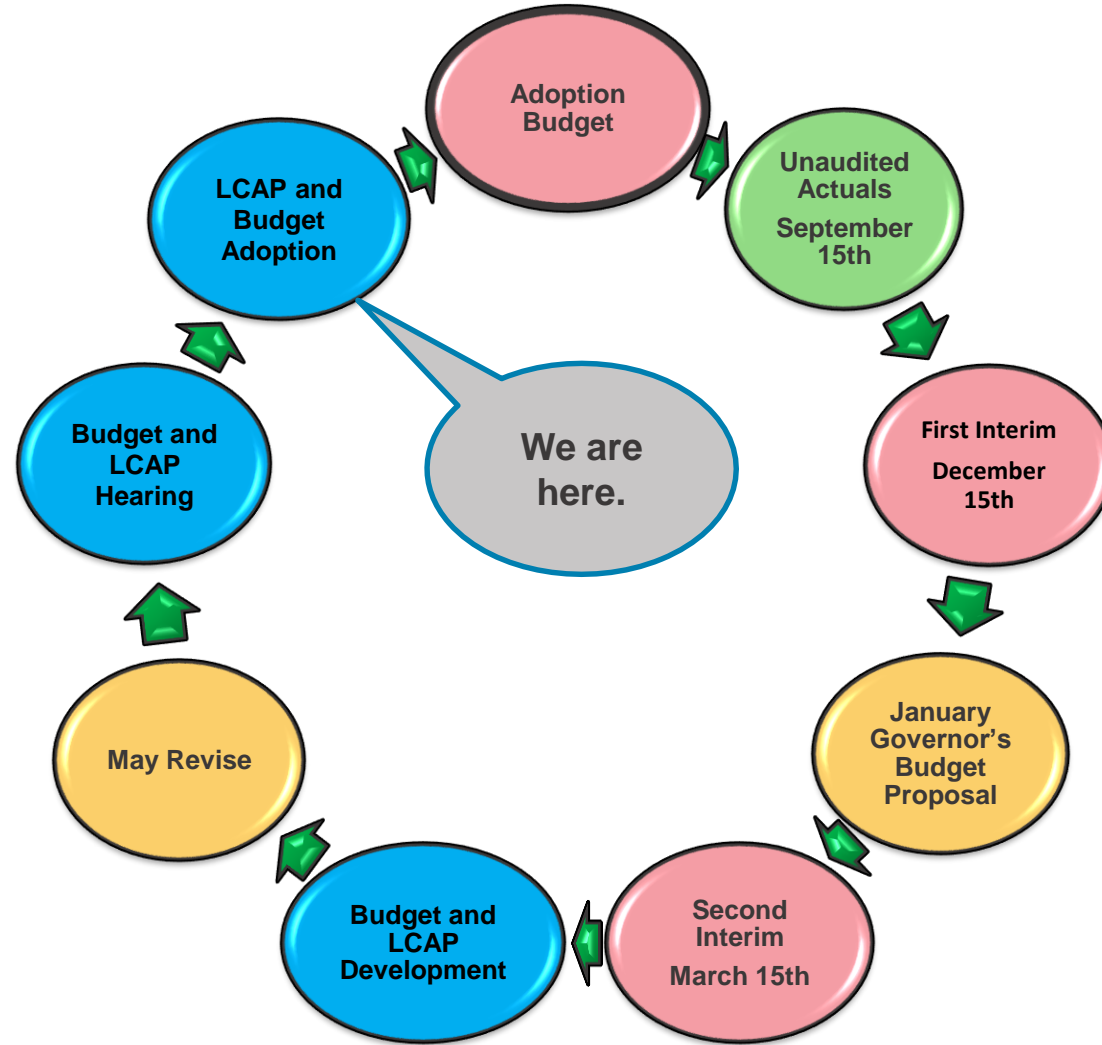 Adoption
Budget
Unaudited
Actuals
September
15th
First Interim
December
15th
January
Governor’s
Budget
Proposal
Second
Interim
March 15th
Budget and
LCAP
Development
May Revise
Budget and
LCAP
Hearing
LCAP and
Budget
Adoption
We are
here.